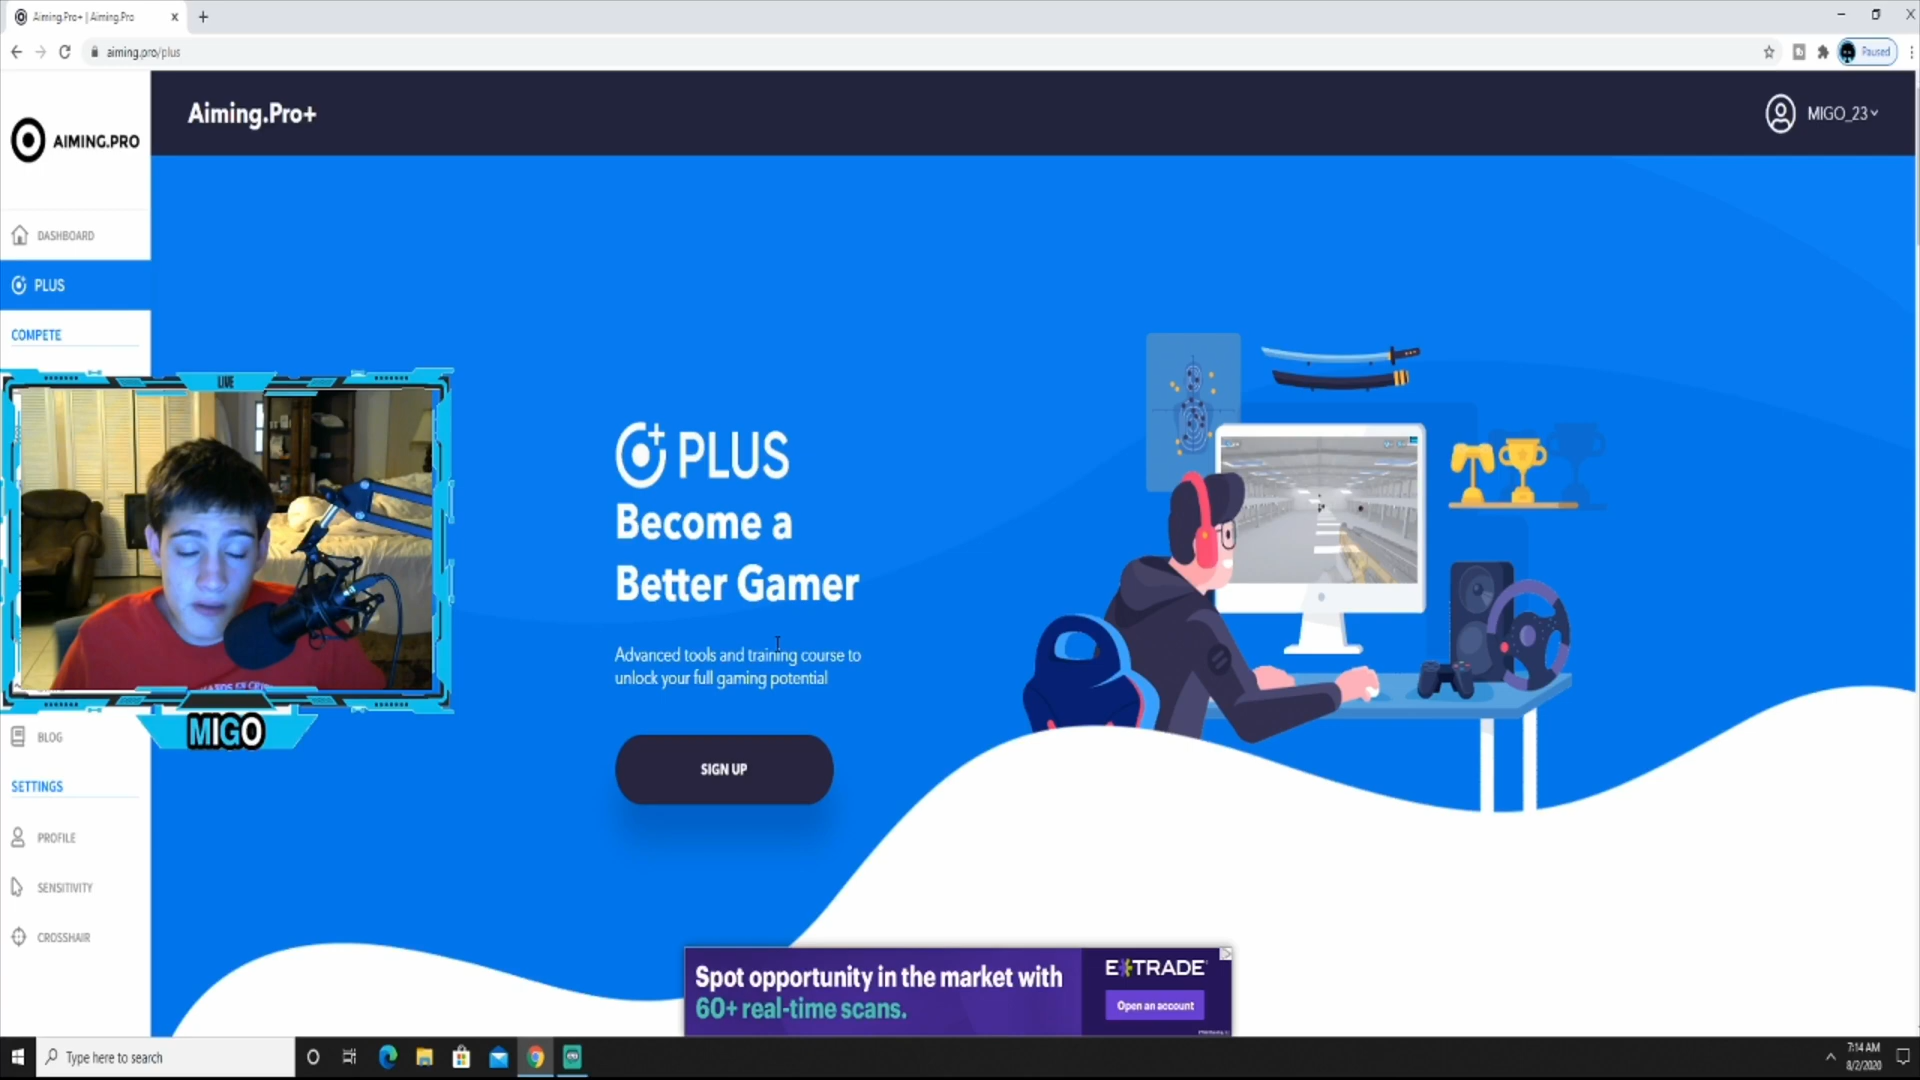 Aiming.Pro+ | Aiming.Pro
aiming.pro/plus
Paused
AIMING.PRO
Aiming.Pro+
MIGO_23
DASHBOARD
PLUS
COMPETE
LIVE
MIGO
BLOG
SETTINGS
PROFILE
SENSITIVITY
CROSSHAIR
PLUS
Become a
Better Gamer
Advanced tools and training course to
unlock your full gaming potential
SIGN UP
Spot opportunity in the market with
60+ real-time scans.
E*TRADE
Open an account
Type here to search
7:14 AM
8/2/2020